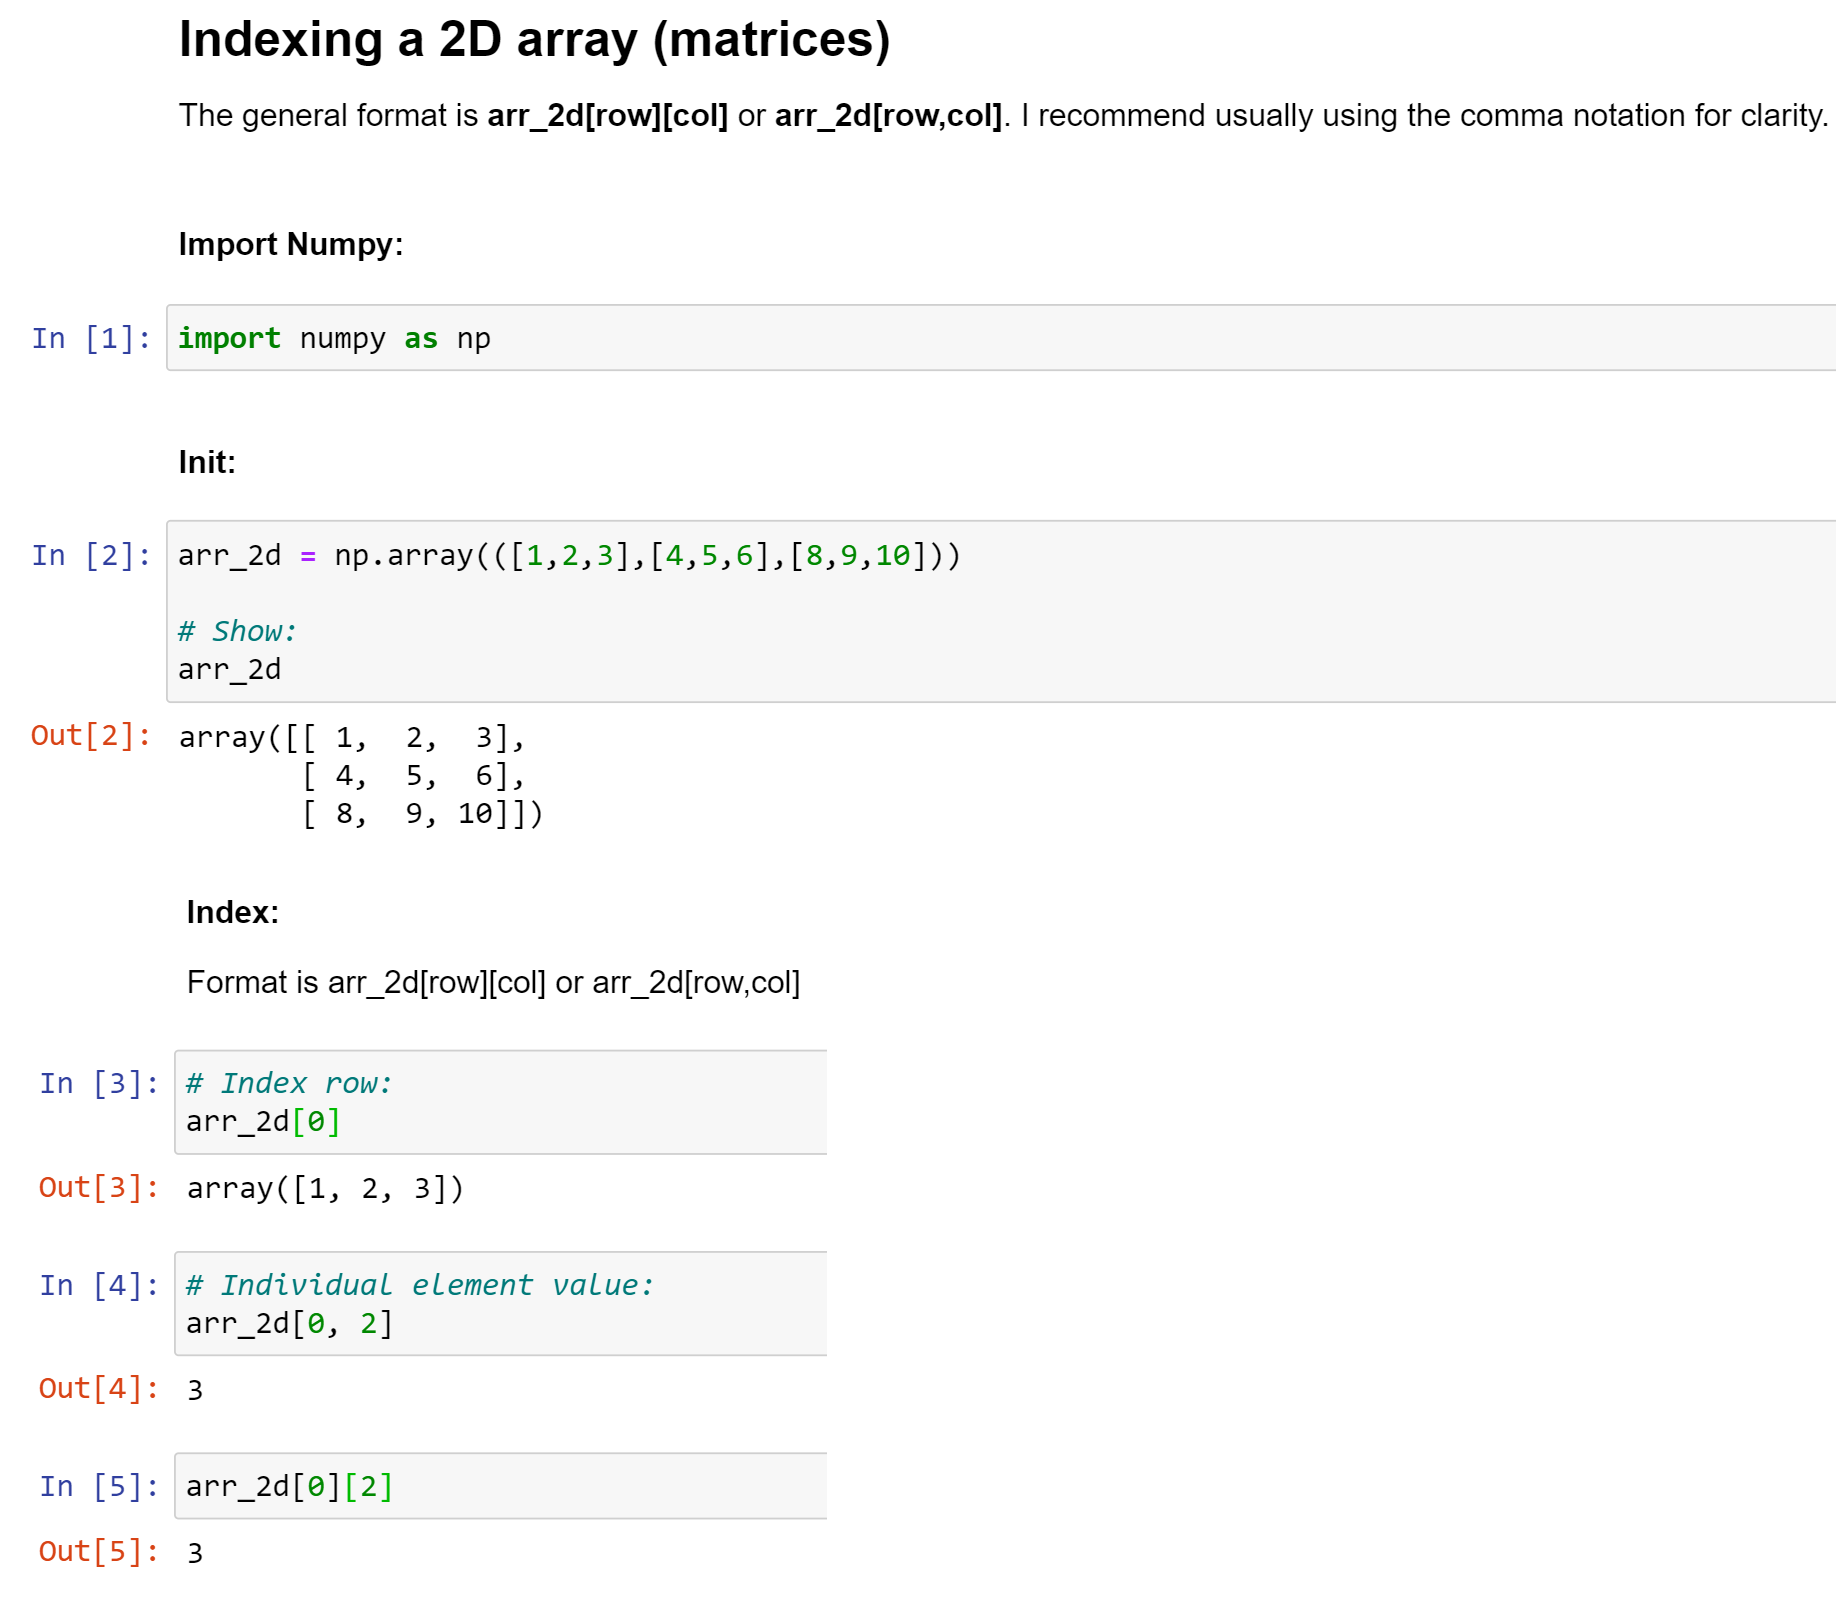 Indexing a 2D array (matrices)
The general format is arr_2d[row][col] or arr_2d[row,col]. I recommend usually using the comma notation for clarity.
Import Numpy:
In [1]: import numpy as np
Init:
In [2]: arr_2d = np.array(([1,2,3],[4,5,6],[8,9,10]))
# Show:
arr_2d
Out[2]: array([[ 1,  2,  3],
[ 4,  5,  6],
[ 8,  9, 10]])
Index:
Format is arr_2d[row][col] or arr_2d[row,col]
In [3]: # Index row:
arr_2d[0]
Out[3]: array([1, 2, 3])
In [4]: # Individual element value:
arr_2d[0, 2]
Out[4]: 3
In [5]: arr_2d[0][2]
Out[5]: 3